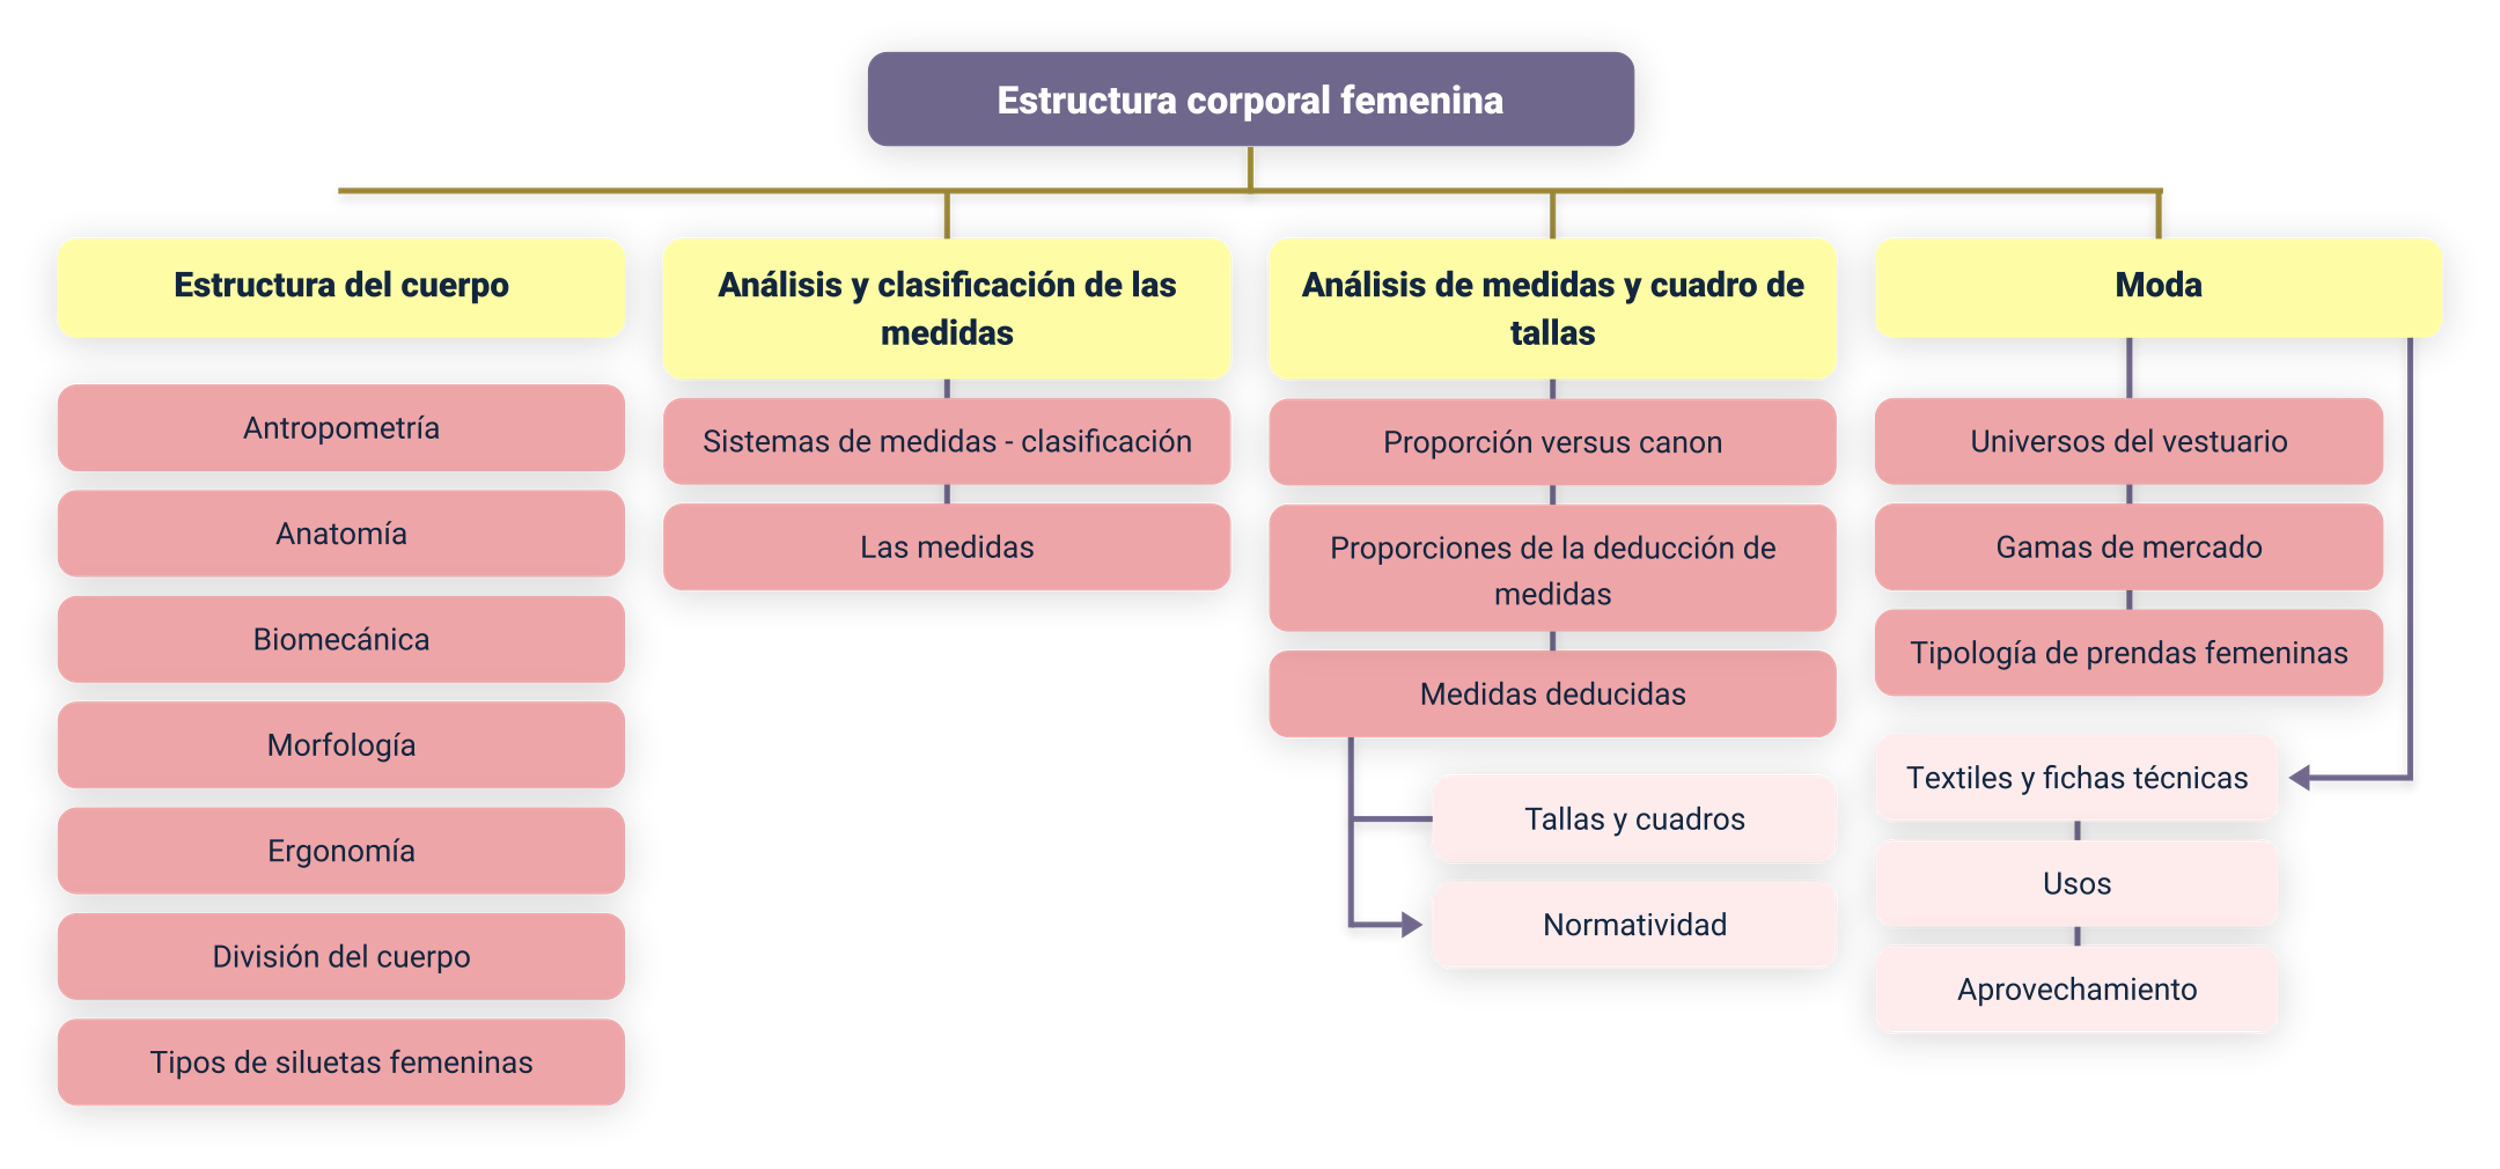 Estructura corporal femenina
Estructura del cuerpo
Antropometría
Anatomía
Biomecánica
Morfología
Ergonomía
División del cuerpo
Tipos de siluetas femeninas
Análisis y clasificación de las
medidas
Sistemas de medidas - clasificación
Las medidas
Análisis de medidas y cuadro de
tallas
Proporción versus canon
Proporciones de la deducción de
medidas
Medidas deducidas
Tallas y cuadros
Normatividad
Moda
Universos del vestuario
Gamas de mercado
Tipología de prendas femeninas
Textiles y fichas técnicas
Usos
Aprovechamiento